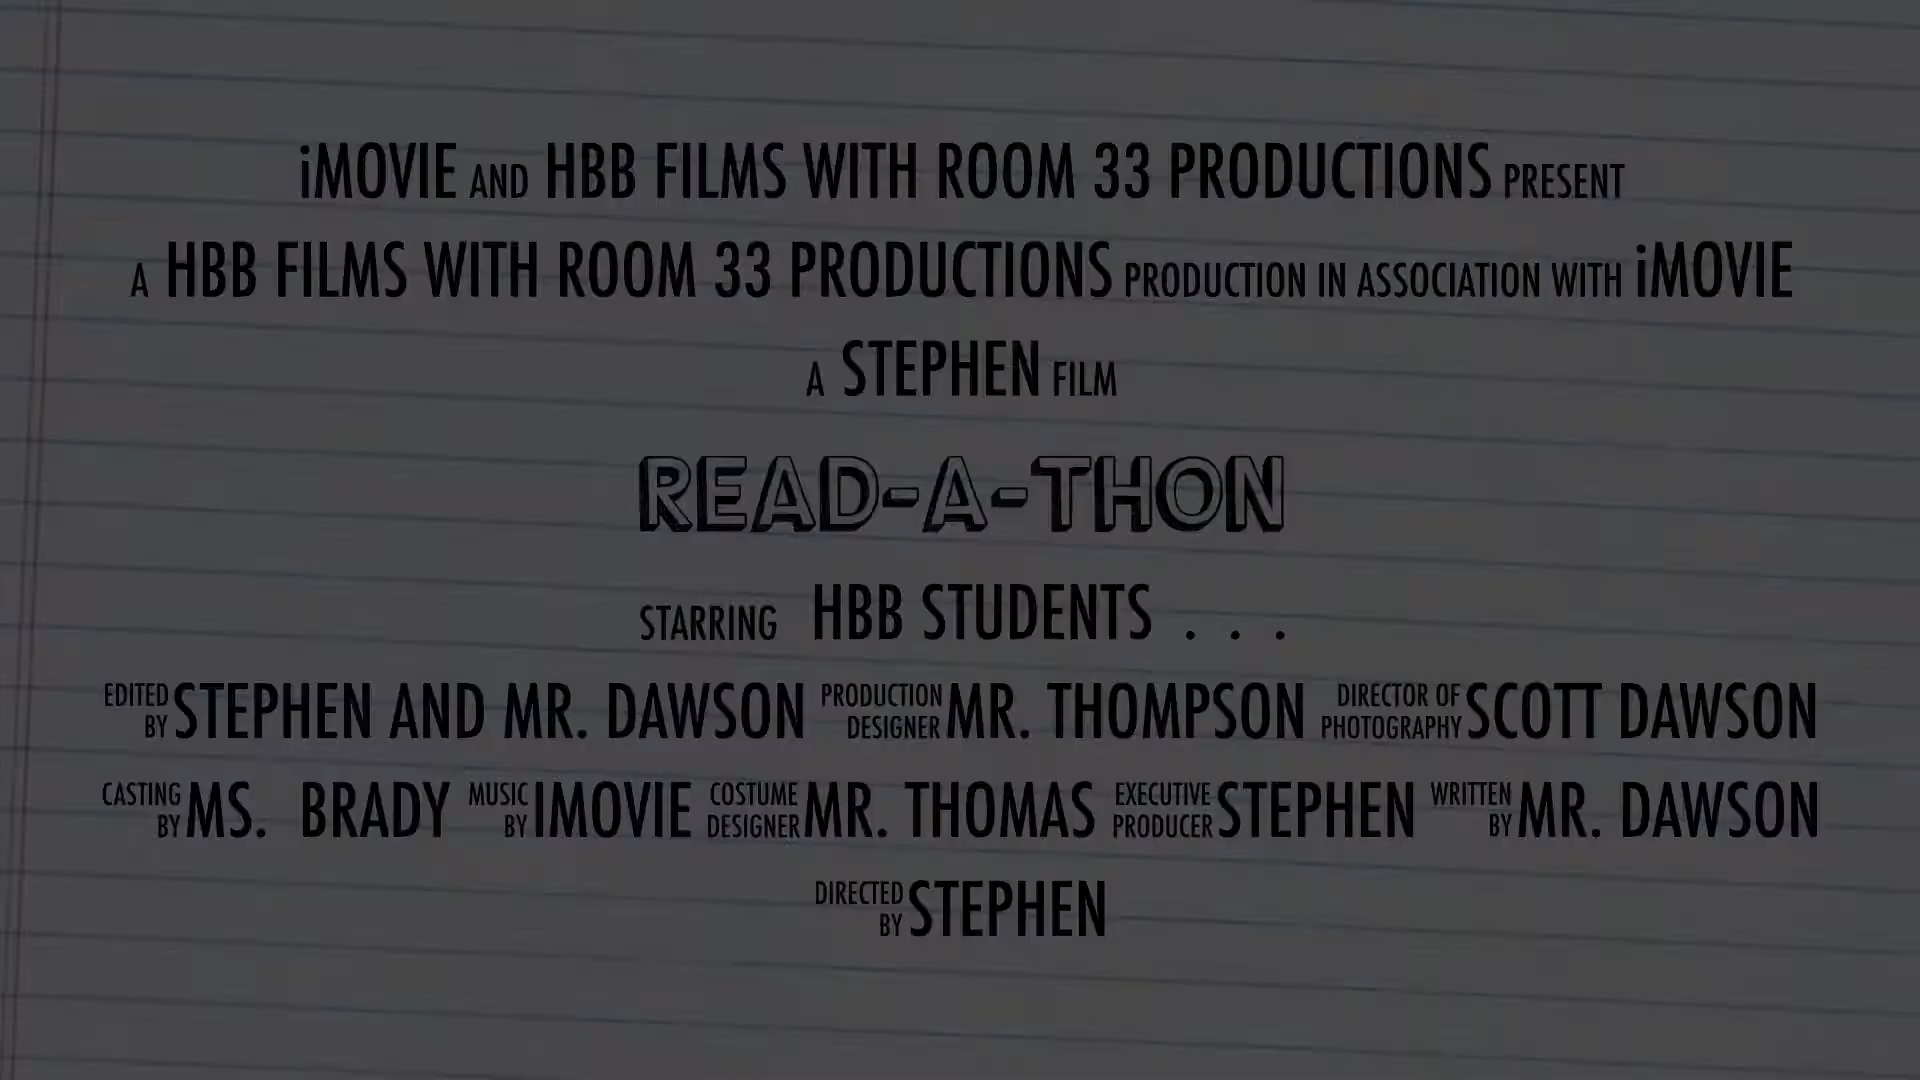 iMOVIE AND HBB FILMS WITH ROOM 33 PRODUCTIONS PRESENT
A HBB FILMS WITH ROOM 33 PRODUCTIONS PRODUCTION IN ASSOCIATION WITH iMOVIE
A STEPHEN FILM
READ-A-THON
STARRING HBB STUDENTS . . .
EDITED BY STEPHEN AND MR. DAWSON PRODUCTION DESIGNER MR. THOMPSON DIRECTOR OF PHOTOGRAPHY SCOTT DAWSON
CASTING BY MS. BRADY MUSIC BY IMOVIE COSTUME DESIGNER MR. THOMAS EXECUTIVE PRODUCER STEPHEN WRITTEN BY MR. DAWSON
DIRECTED BY STEPHEN